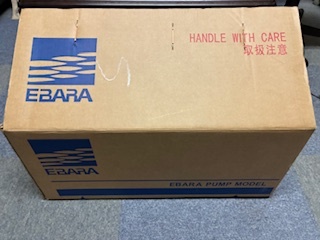 HANDLE WITH CARE
取扱注意
EBARA
EBARA
EBARA PUMP MODEL